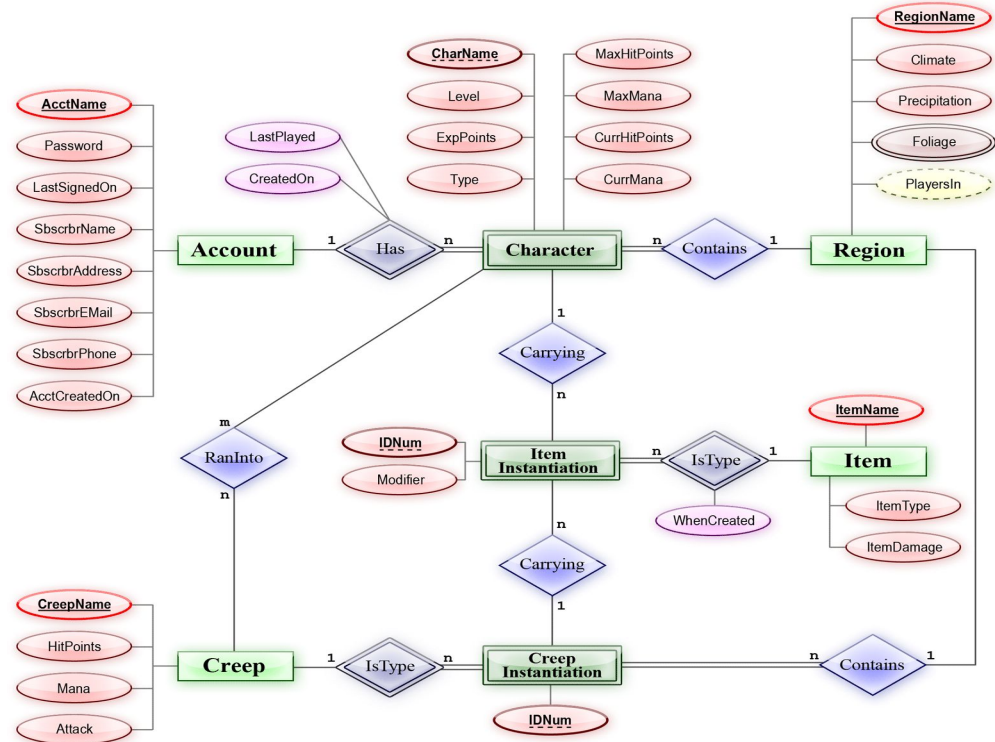 RegionName
CharName
MaxHitPoints
Climate
AcctName
Level
MaxMana
Precipitation
LastPlayed
ExpPoints
CurrHitPoints
Password
Foliage
CreatedOn
Type
CurrMana
LastSignedOn
PlayersIn
SbscrbrName
Account
1
Has
n
Character
n
Contains
1
Region
SbscrbrAddress
SbscrbrEMail
1
SbscrbrPhone
Carrying
AcctCreatedOn
n
ItemName
m
RanInto
n
IDNum
Modifier
Item
Instantiation
n
IsType
1
Item
WhenCreated
ItemType
ItemDamage
n
Carrying
1
CreepName
HitPoints
Mana
Attack
Creep
1
IsType
n
Creep
Instantiation
n
Contains
1
IDNum